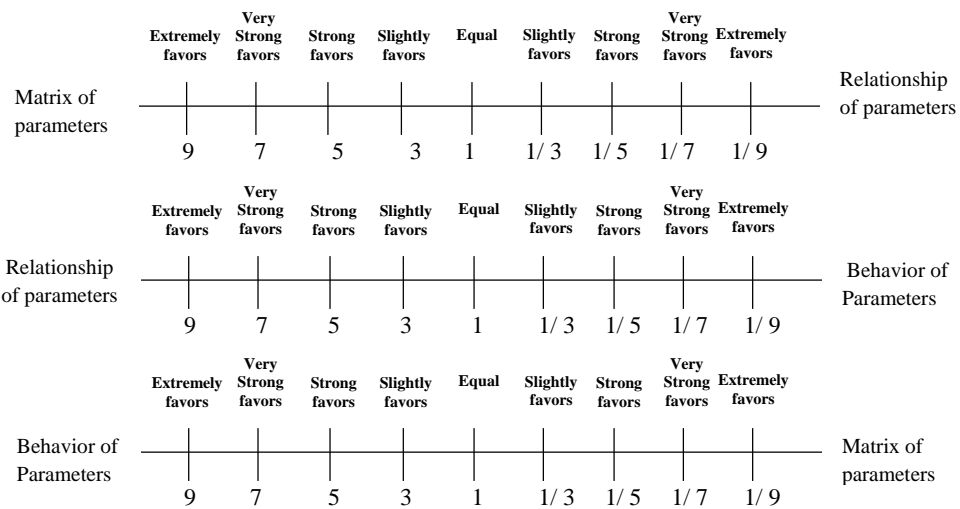 Very Very
Extremely Strong Strong Slightly Equal Slightly Strong Strong Extremely
favors favors favors favors favors favors favors favors
Matrix of
parameters
Relationship
of parameters
9 7 5 3 1 1/ 3 1/ 5 1/ 7 1/ 9
Very Very
Extremely Strong Strong Slightly Equal Slightly Strong Strong Extremely
favors favors favors favors favors favors favors favors
Relationship
of parameters
Behavior of
Parameters
9 7 5 3 1 1/ 3 1/ 5 1/ 7 1/ 9
Very Very
Extremely Strong Strong Slightly Equal Slightly Strong Strong Extremely
favors favors favors favors favors favors favors favors
Behavior of
Parameters
Matrix of
parameters
9 7 5 3 1 1/ 3 1/ 5 1/ 7 1/ 9